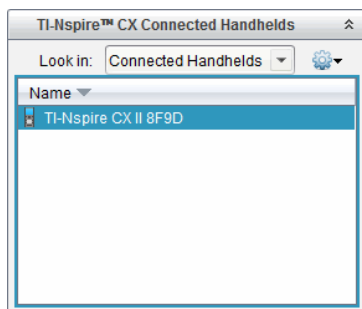 TI-Nspire™ CX Connected Handhelds
Look in: Connected Handhelds
Name
TI-Nspire CX II 8F9D